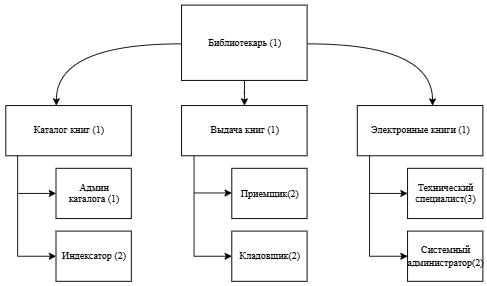 Библиотекарь (1)
Каталог книг (1)
Выдача книг (1)
Электронные книги (1)
Админ
каталога (1)
Приемщик(2)
Технический
специалист(3)
Индексатор (2)
Кладовщик(2)
Системный
администратор(2)